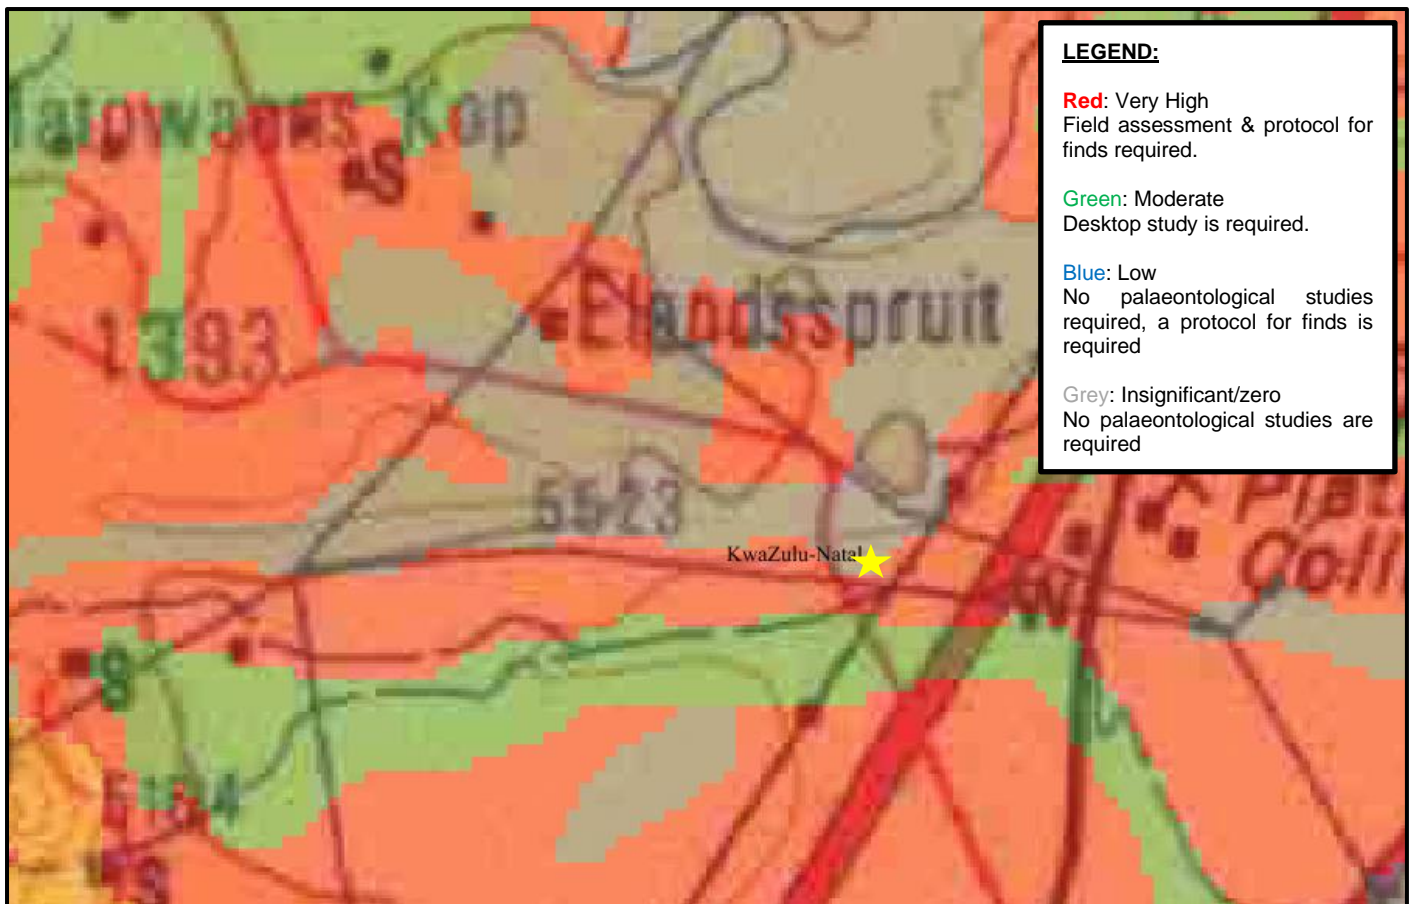 LEGEND:
Red: Very High
Field assessment & protocol for
finds required.
Green: Moderate
Desktop study is required.
Blue: Low
No palaeontological studies
required, a protocol for finds is
required
Grey: Insignificant/zero
No palaeontological studies are
required
Kop
S
Elandsspruit
1393
5523
KwaZulu-Natal
W
8